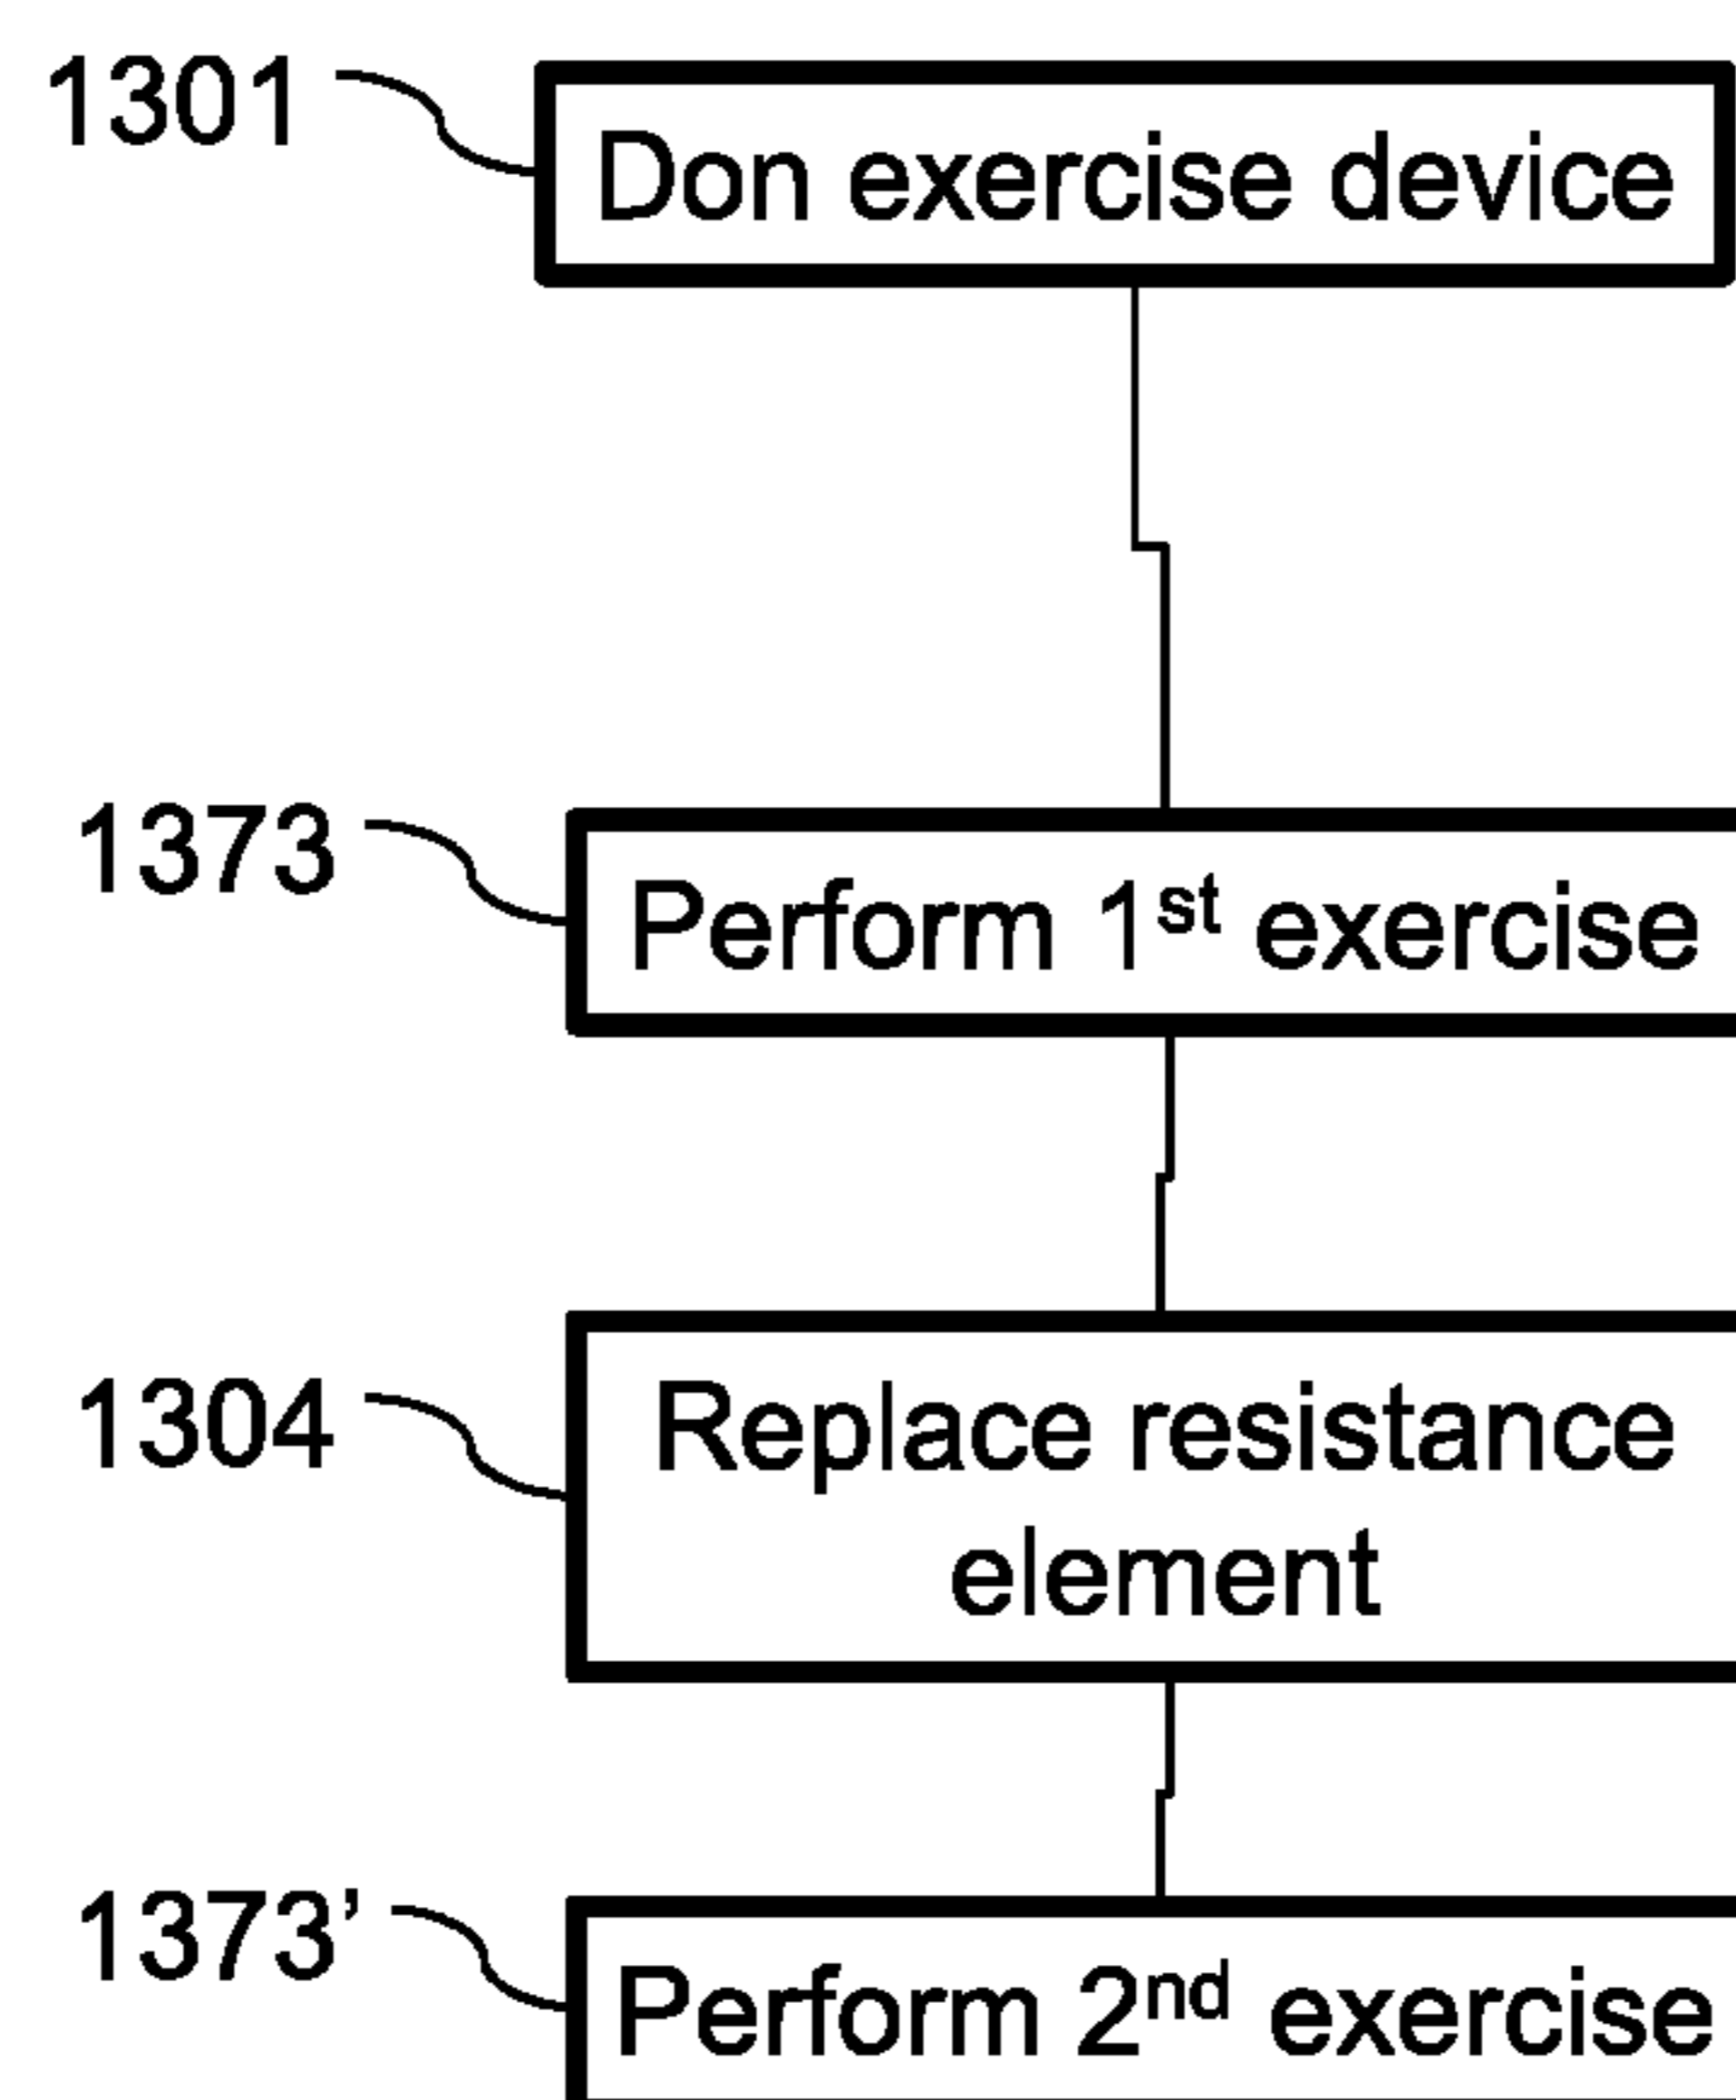 1301
Don exercise device
1373
Perform 1st exercise
1304
Replace resistance
element
1373'
Perform 2nd exercise